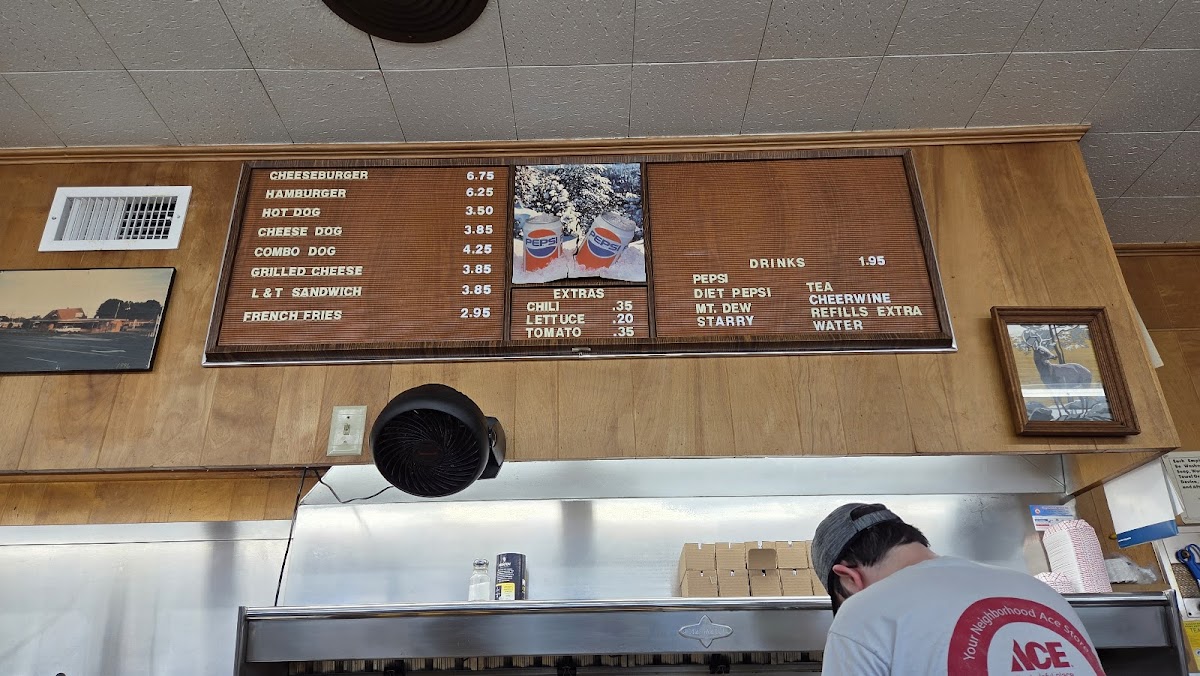 CHEESEBURGER 6.75
HAMBURGER 6.25
HOT DOG 3.50
CHEESE DOG 3.85
COMBO DOG 4.25
GRILLED CHEESE 3.85
L & T SANDWICH 3.85
FRENCH FRIES 2.95
PEPSI
PEPSI
EXTRAS
CHILI .35
LETTUCE .20
TOMATO .35
DRINKS 1.95
PEPSI
DIET PEPSI
MT. DEW
STARRY
TEA
CHEERWINE
REFILLS EXTRA
WATER
Your Neighborhood Ace Store
ACE